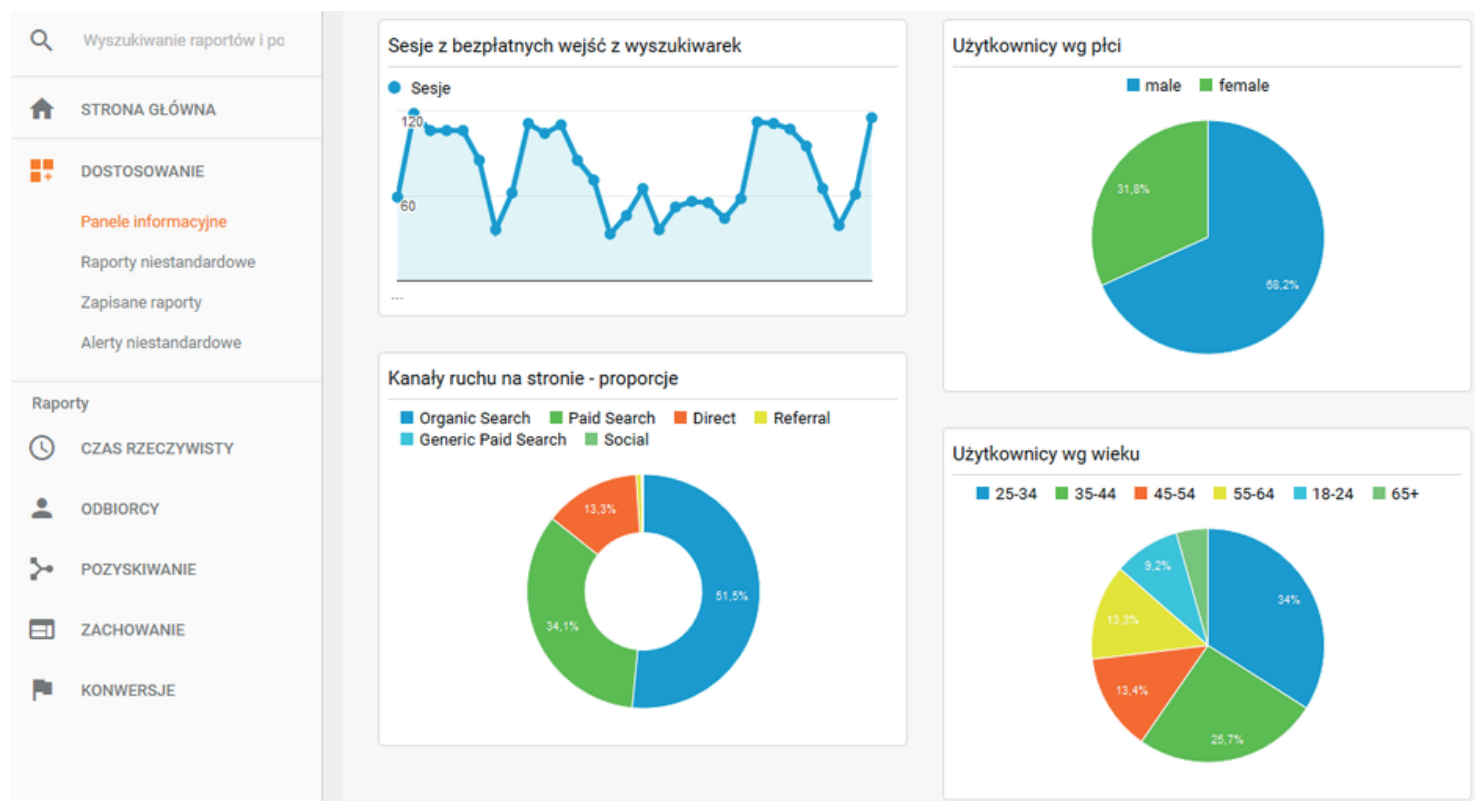 Wyszukiwanie raportów i po
STRONA GŁÓWNA
DOSTOSOWANIE
Panele informacyjne
Raporty niestandardowe
Zapisane raporty
Alerty niestandardowe
Raporty
CZAS RZECZYWISTY
ODBIORCY
POZYSKIWANIE
ZACHOWANIE
KONWERSJE
Sesje z bezpłatnych wejść z wyszukiwarek
Sesje
120
60
...
Kanały ruchu na stronie - proporcje
Organic Search Paid Search Direct Referral
Generic Paid Search Social
13,3%
51,5%
34,1%
Użytkownicy wg płci
male female
31,8%
68,2%
Użytkownicy wg wieku
25-34 35-44 45-54 55-64 18-24 65+
9,2%
34%
13,3%
13,4%
25,7%